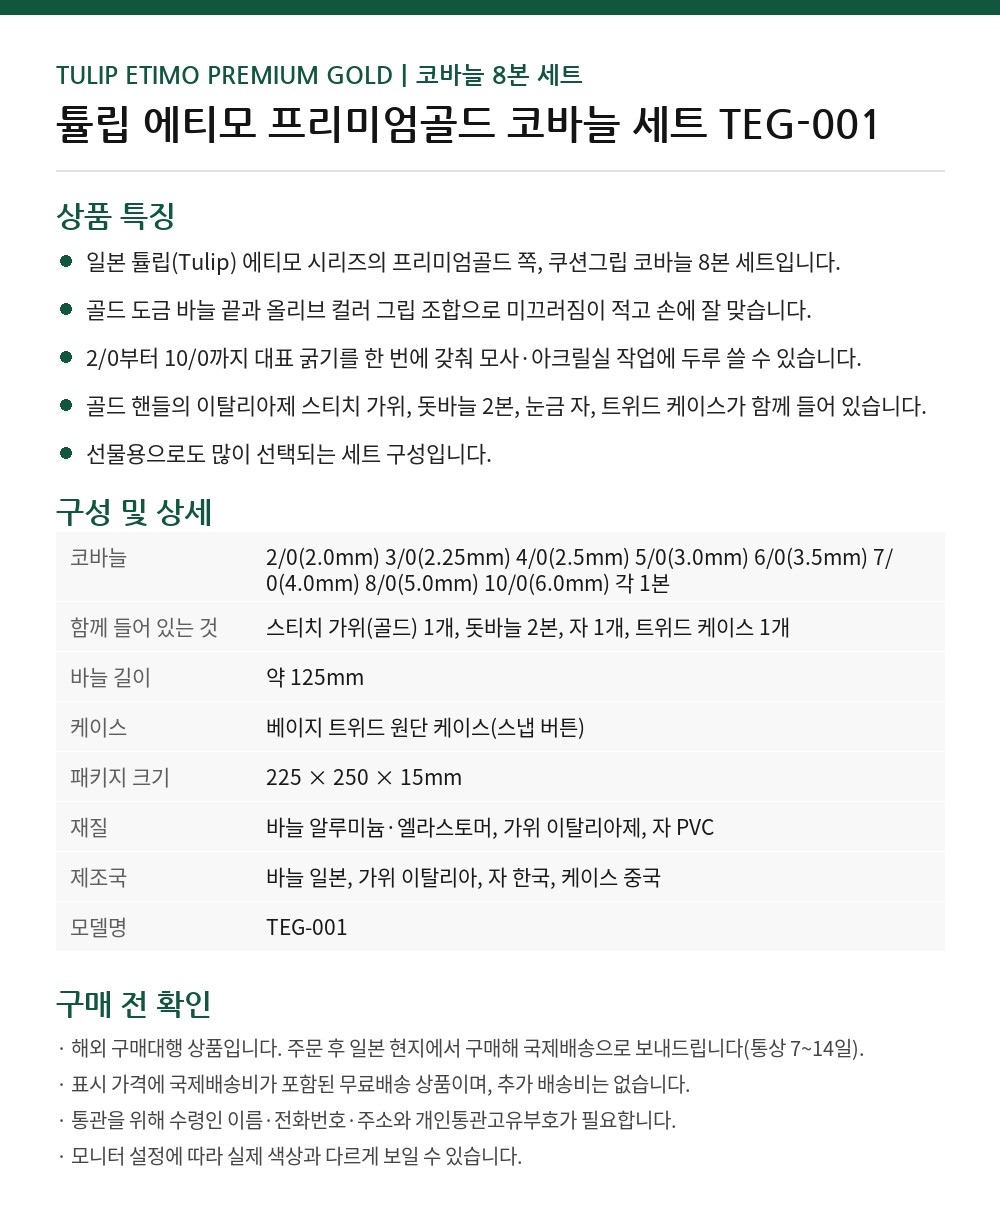 TULIP ETIMO PREMIUM GOLD | 코바늘 8본 세트
튤립 에티모 프리미엄골드 코바늘 세트 TEG-001
상품 특징
● 일본 튤립(Tulip) 에티모 시리즈의 프리미엄골드 쪽, 쿠션그립 코바늘 8본 세트입니다.
● 골드 도금 바늘 끝과 올리브 컬러 그립 조합으로 미끄러짐이 적고 손에 잘 맞습니다.
● 2/0부터 10/0까지 대표 굵기를 한 번에 갖춰 모사·아크릴실 작업에 두루 쓸 수 있습니다.
● 골드 핸들의 이탈리아제 스티치 가위, 돗바늘 2본, 눈금 자, 트위드 케이스가 함께 들어 있습니다.
● 선물용으로도 많이 선택되는 세트 구성입니다.
구성 및 상세
코바늘 2/0(2.0mm) 3/0(2.25mm) 4/0(2.5mm) 5/0(3.0mm) 6/0(3.5mm) 7/
0(4.0mm) 8/0(5.0mm) 10/0(6.0mm) 각 1본
함께 들어 있는 것 스티치 가위(골드) 1개, 돗바늘 2본, 자 1개, 트위드 케이스 1개
바늘 길이 약 125mm
케이스 베이지 트위드 원단 케이스(스냅 버튼)
패키지 크기 225 × 250 × 15mm
재질 바늘 알루미늄·엘라스토머, 가위 이탈리아제, 자 PVC
제조국 바늘 일본, 가위 이탈리아, 자 한국, 케이스 중국
모델명 TEG-001
구매 전 확인
· 해외 구매대행 상품입니다. 주문 후 일본 현지에서 구매해 국제배송으로 보내드립니다(통상 7~14일).
· 표시 가격에 국제배송비가 포함된 무료배송 상품이며, 추가 배송비는 없습니다.
· 통관을 위해 수령인 이름·전화번호·주소와 개인통관고유부호가 필요합니다.
· 모니터 설정에 따라 실제 색상과 다르게 보일 수 있습니다.